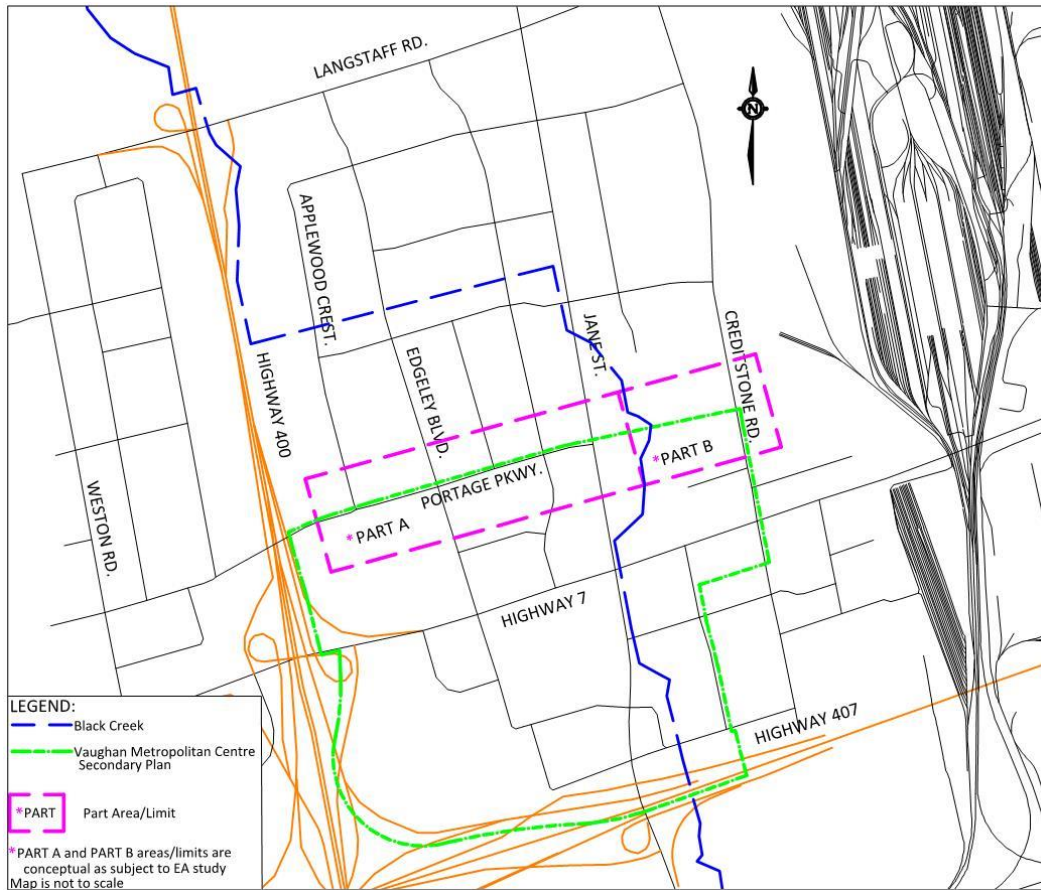 LANGSTAFF RD.
N
APPLEWOOD CREST.
JANE ST.
CREDITSTONE RD.
HIGHWAY 400
EDGELEY BLVD.
WESTON RD.
PORTAGE PKWY.
*PART B
*PART A
HIGHWAY 7
HIGHWAY 407
LEGEND:
Black Creek
Vaughan Metropolitan Centre
Secondary Plan
*PART
Part Area/Limit
*PART A and PART B areas/limits are
conceptual as subject to EA study
Map is not to scale